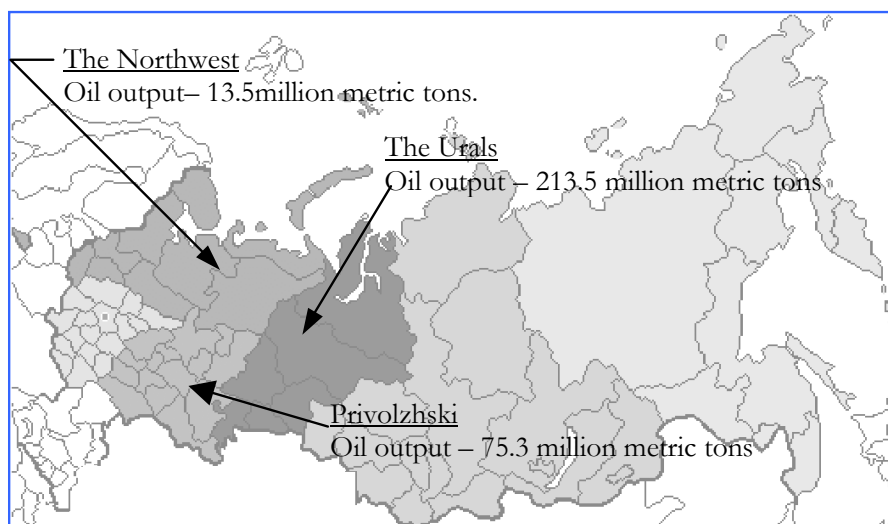 The Northwest
Oil output– 13.5million metric tons.
The Urals
Oil output – 213.5 million metric tons
Privolzhski
Oil output – 75.3 million metric tons